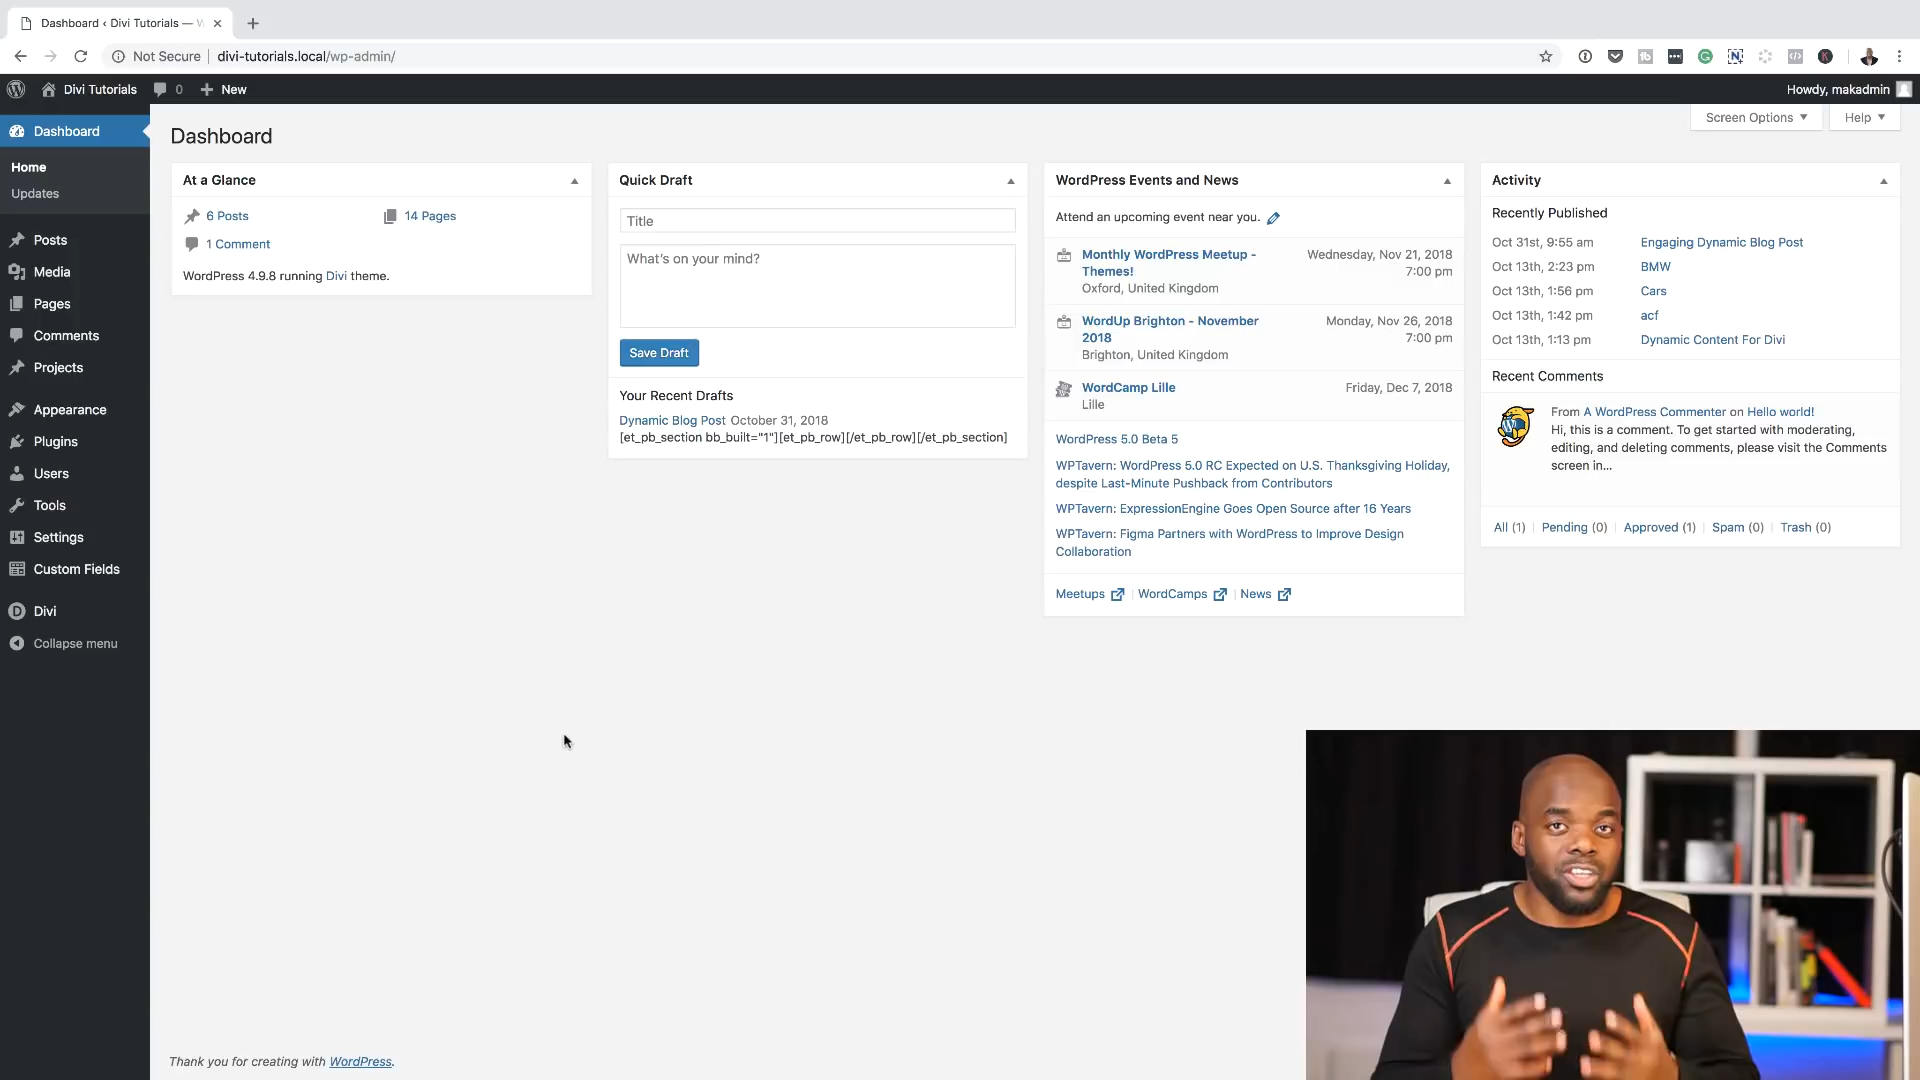 Dashboard ‹ Divi Tutorials —
Not Secure
divi-tutorials.local/wp-admin/
Divi Tutorials
0
New
Howdy, makadmin
Dashboard
Home
Updates
Posts
Media
Pages
Comments
Projects
Appearance
Plugins
Users
Tools
Settings
Custom Fields
Divi
Collapse menu
Screen Options
Help
Dashboard
At a Glance
6 Posts
14 Pages
1 Comment
WordPress 4.9.8 running Divi theme.
Quick Draft
Title
What's on your mind?
Save Draft
Your Recent Drafts
Dynamic Blog Post October 31, 2018
[et_pb_section bb_built="1"][et_pb_row][/et_pb_row][/et_pb_section]
WordPress Events and News
Attend an upcoming event near you.
Monthly WordPress Meetup -
Themes!
Oxford, United Kingdom
Wednesday, Nov 21, 2018
7:00 pm
WordUp Brighton - November
2018
Brighton, United Kingdom
Monday, Nov 26, 2018
7:00 pm
WordCamp Lille
Lille
Friday, Dec 7, 2018
WordPress 5.0 Beta 5
WPTavern: WordPress 5.0 RC Expected on U.S. Thanksgiving Holiday,
despite Last-Minute Pushback from Contributors
WPTavern: ExpressionEngine Goes Open Source after 16 Years
WPTavern: Figma Partners with WordPress to Improve Design
Collaboration
Meetups
WordCamps
News
Activity
Recently Published
Oct 31st, 9:55 am Engaging Dynamic Blog Post
Oct 13th, 2:23 pm BMW
Oct 13th, 1:56 pm Cars
Oct 13th, 1:42 pm acf
Oct 13th, 1:13 pm Dynamic Content For Divi
Recent Comments
From A WordPress Commenter on Hello world!
Hi, this is a comment. To get started with moderating,
editing, and deleting comments, please visit the Comments
screen in...
All (1) | Pending (0) | Approved (1) | Spam (0) | Trash (0)
Thank you for creating with WordPress.